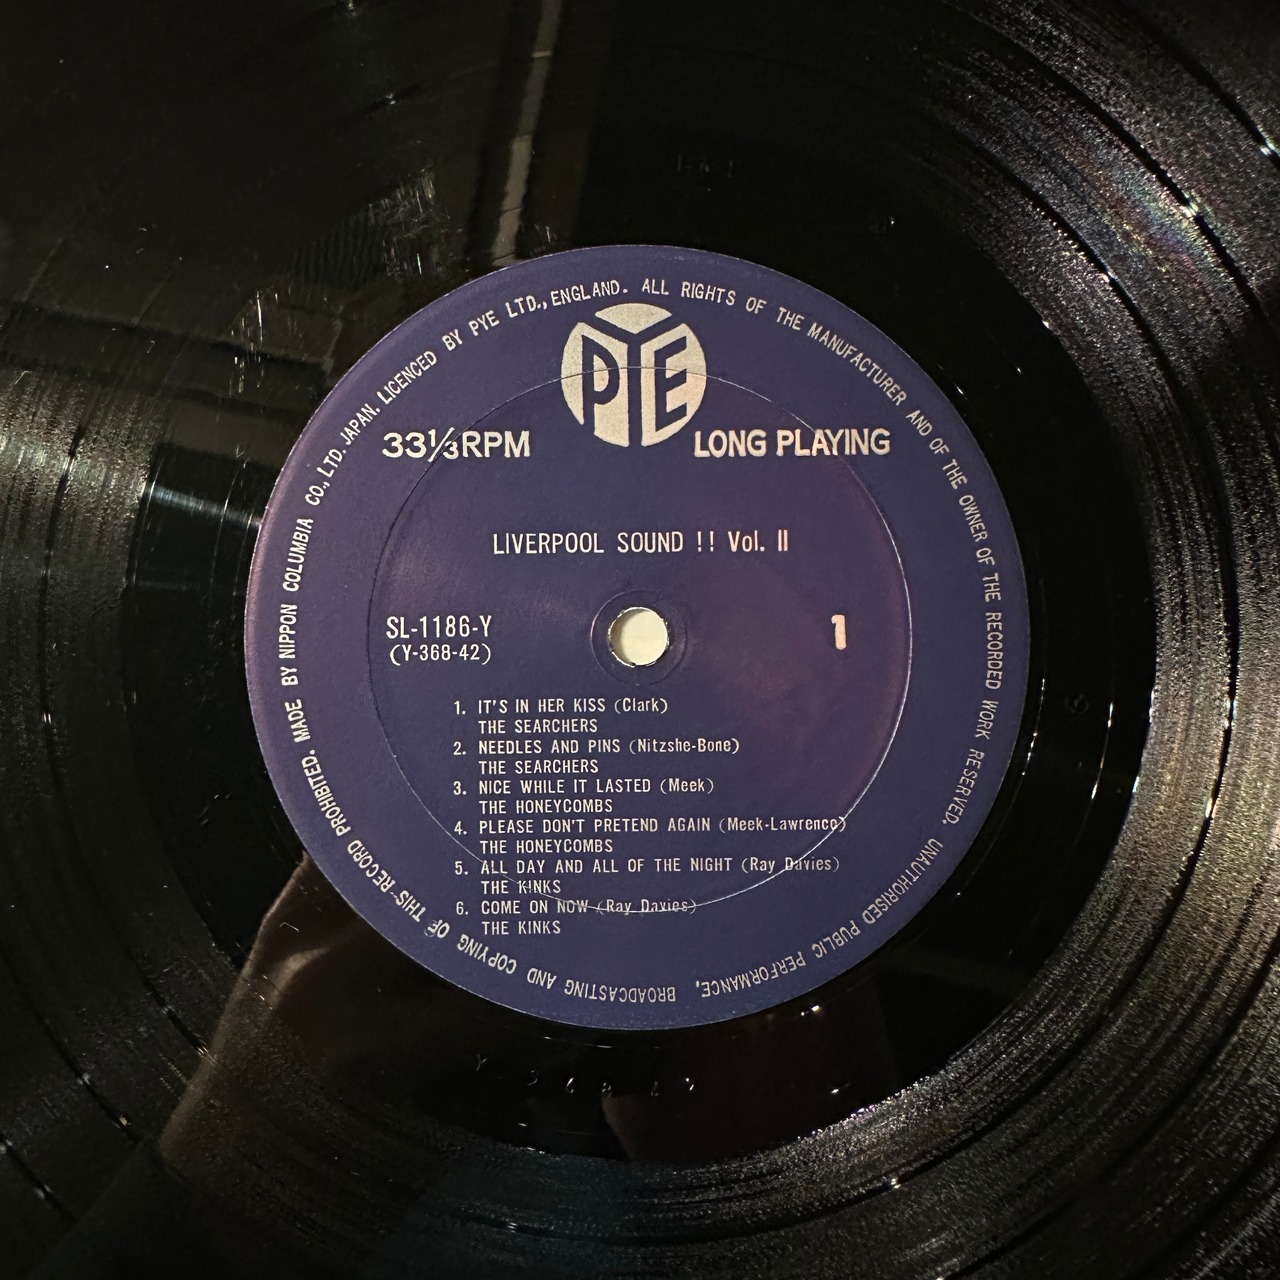 MADE BY NIPPON COLUMBIA CO., LTD. JAPAN. LICENCED BY PYE LTD., ENGLAND. ALL RIGHTS OF THE MANUFACTURER AND OF THE OWNER OF THE RECORDED WORK RESERVED. UNAUTHORISED PUBLIC PERFORMANCE, BROADCASTING AND COPYING OF THIS RECORD PROHIBITED.
PYE
33⅓RPM LONG PLAYING
LIVERPOOL SOUND !! Vol. II
SL-1186-Y 1
(Y-368-42)
1. IT'S IN HER KISS (Clark)
THE SEARCHERS
2. NEEDLES AND PINS (Nitzshe-Bone)
THE SEARCHERS
3. NICE WHILE IT LASTED (Meek)
THE HONEYCOMBS
4. PLEASE DON'T PRETEND AGAIN (Meek-Lawrence)
THE HONEYCOMBS
5. ALL DAY AND ALL OF THE NIGHT (Ray Davies)
THE KINKS
6. COME ON NOW (Ray Davies)
THE KINKS